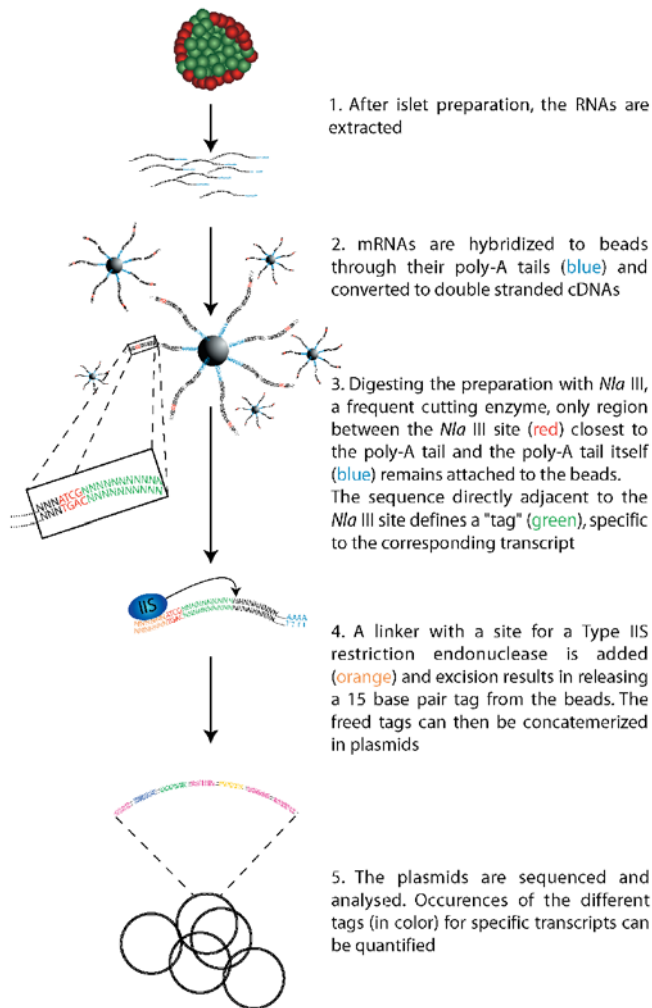 1. After islet preparation, the RNAs are
extracted
2. mRNAs are hybridized to beads
through their poly-A tails (blue) and
converted to double stranded cDNAs
3. Digesting the preparation with Nla III,
a frequent cutting enzyme, only region
between the Nla III site (red) closest to
the poly-A tail and the poly-A tail itself
(blue) remains attached to the beads.
The sequence directly adjacent to the
Nla III site defines a "tag" (green), specific
to the corresponding transcript
IIS
AAAA
TTTT
4. A linker with a site for a Type IIS
restriction endonuclease is added
(orange) and excision results in releasing
a 15 base pair tag from the beads. The
freed tags can then be concatemerized
in plasmids
5. The plasmids are sequenced and
analysed. Occurences of the different
tags (in color) for specific transcripts can
be quantified